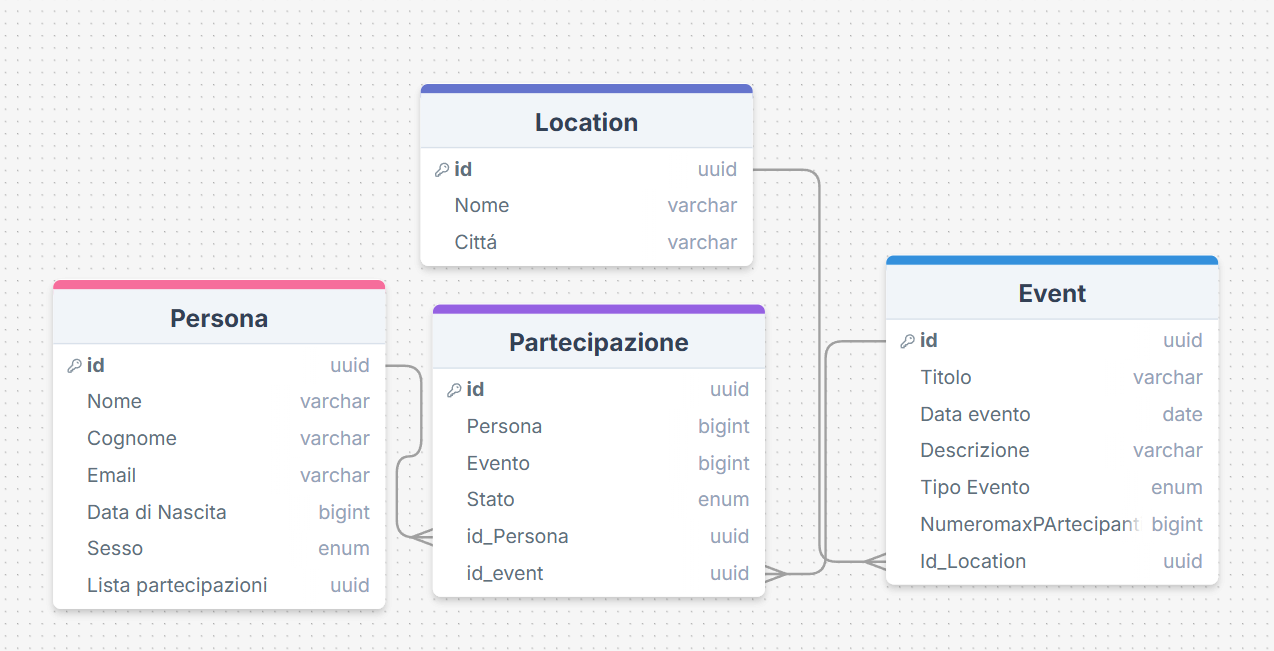 Location
id uuid
Nome varchar
Cittá varchar
Persona
id uuid
Nome varchar
Cognome varchar
Email varchar
Data di Nascita bigint
Sesso enum
Lista partecipazioni uuid
Partecipazione
id uuid
Persona bigint
Evento bigint
Stato enum
id_Persona uuid
id_event uuid
Event
id uuid
Titolo varchar
Data evento date
Descrizione varchar
Tipo Evento enum
NumeromaxPArtecipant bigint
Id_Location uuid